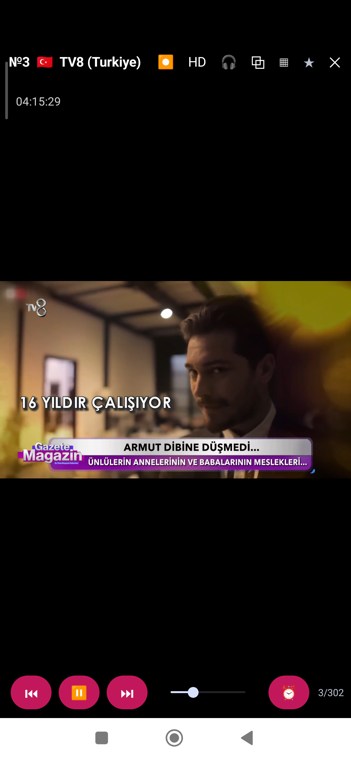 №3 TV8 (Turkiye) HD
04:15:29
TV8
16 YILDIR ÇALIŞIYOR
Gazete
Magazin
ARMUT DİBİNE DÜŞMEDİ...
ÜNLÜLERİN ANNELERİNİN VE BABALARININ MESLEKLERİ...
3/302